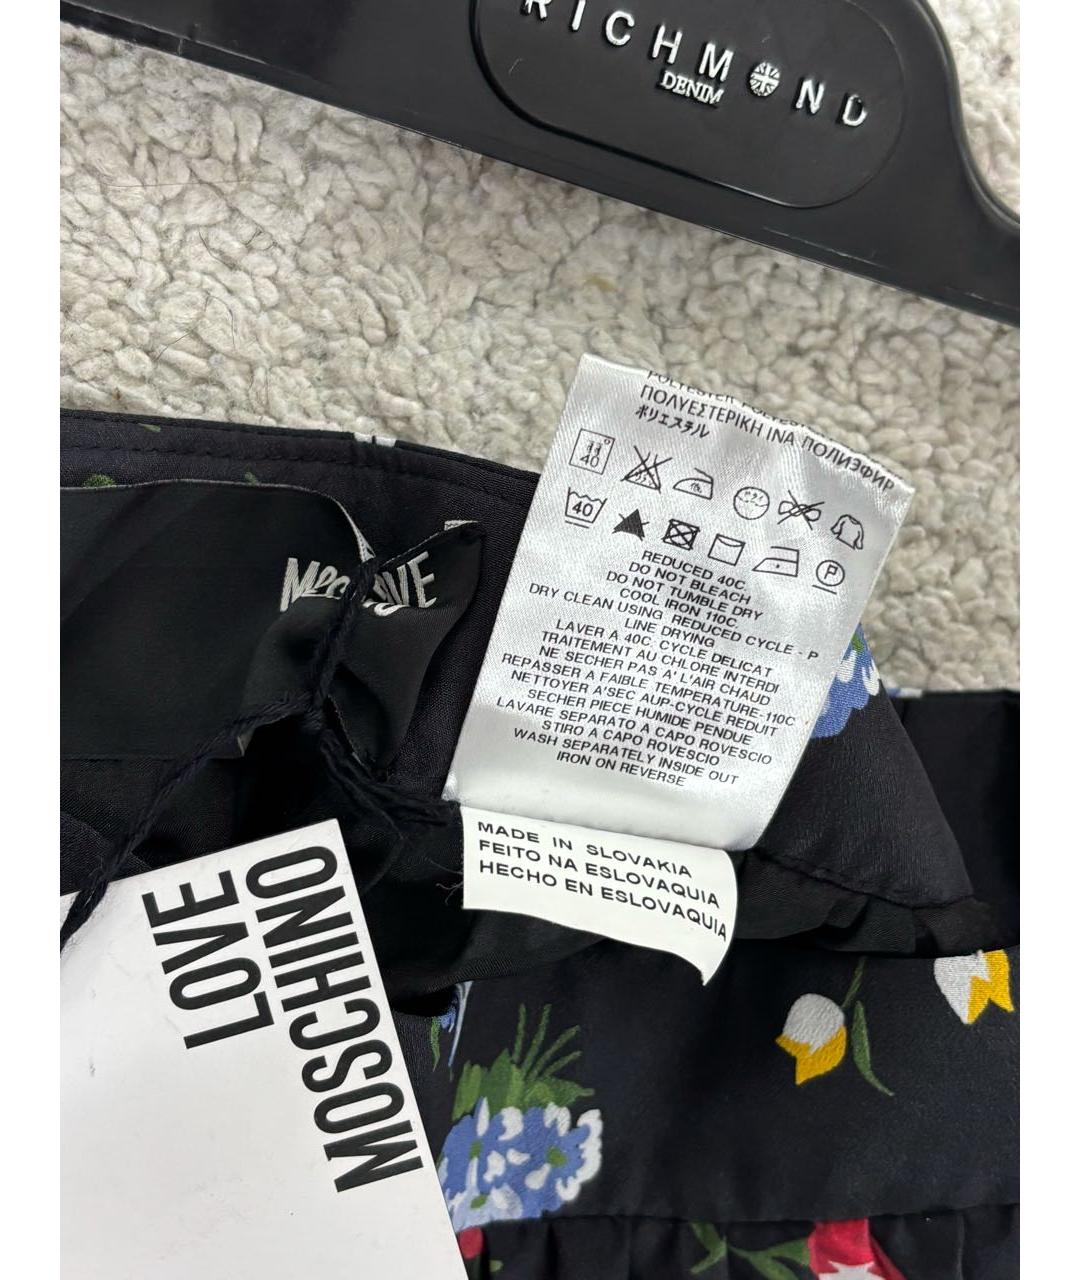 RICHMOND
DENIM
POLYESTER
ΠΟΛΥΕΣΤΕΡΙΚΗ ΙΝΑ ПОЛИЭФИР
ポリエステル
40
40
P
REDUCED 40C.
DO NOT BLEACH
DO NOT TUMBLE DRY
COOL IRON 110C.
DRY CLEAN USING REDUCED CYCLE - P
LINE DRYING
LAVER A 40C. CYCLE DELICAT
TRAITEMENT AU CHLORE INTERDI
NE SECHER PAS A' L'AIR CHAUD
REPASSER A FAIBLE TEMPERATURE-110C
NETTOYER A'SEC AUP-CYCLE REDUIT
SECHER PIECE HUMIDE PENDUE
LAVARE SEPARATO A CAPO ROVESCIO
STIRO A CAPO ROVESCIO
WASH SEPARATELY INSIDE OUT
IRON ON REVERSE
MADE IN SLOVAKIA
FEITO NA ESLOVAQUIA
HECHO EN ESLOVAQUIA
LOVE
MOSCHINO